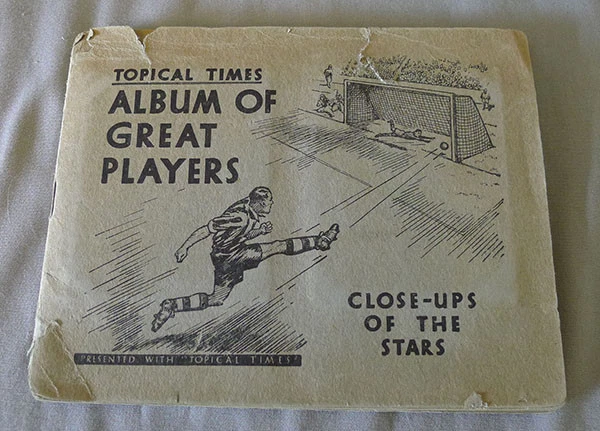 TOPICAL TIMES
ALBUM OF
GREAT
PLAYERS
CLOSE-UPS
OF THE
STARS
PRESENTED WITH "TOPICAL TIMES"